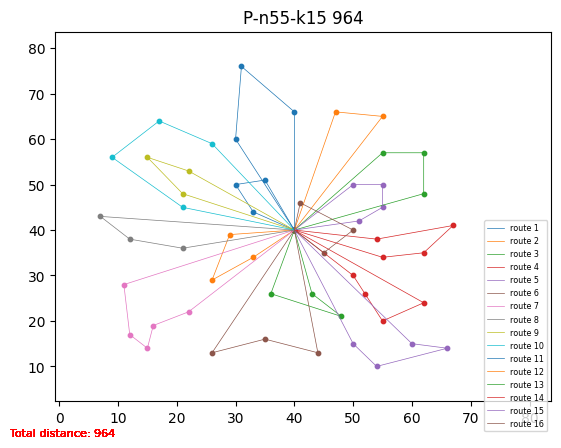 P-n55-k15 964
80
70
60
50
40
30
20
10
0 10 20 30 40 50 60 70 80
route 1
route 2
route 3
route 4
route 5
route 6
route 7
route 8
route 9
route 10
route 11
route 12
route 13
route 14
route 15
route 16
Total distance: 964